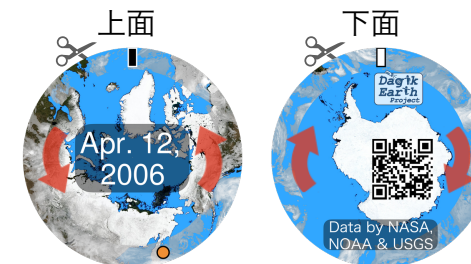 上面
下面
Apr. 12,
2006
Dagik
Earth
Project
Data by NASA,
NOAA & USGS